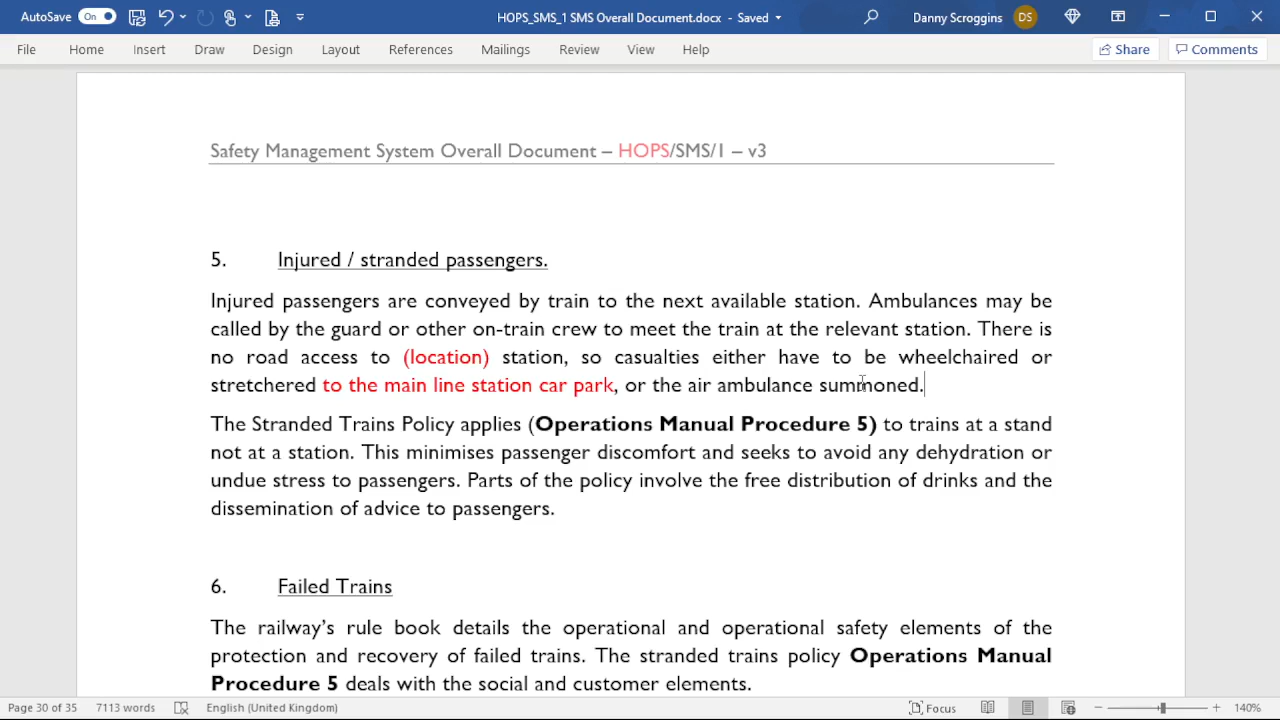 AutoSave On HOPS_SMS_1 SMS Overall Document.docx - Saved Danny Scroggins DS
File Home Insert Draw Design Layout References Mailings Review View Help Share Comments
Safety Management System Overall Document – HOPS/SMS/1 – v3
5. Injured / stranded passengers.
Injured passengers are conveyed by train to the next available station. Ambulances may be
called by the guard or other on-train crew to meet the train at the relevant station. There is
no road access to (location) station, so casualties either have to be wheelchaired or
stretchered to the main line station car park, or the air ambulance summoned.
The Stranded Trains Policy applies (Operations Manual Procedure 5) to trains at a stand
not at a station. This minimises passenger discomfort and seeks to avoid any dehydration or
undue stress to passengers. Parts of the policy involve the free distribution of drinks and the
dissemination of advice to passengers.
6. Failed Trains
The railway’s rule book details the operational and operational safety elements of the
protection and recovery of failed trains. The stranded trains policy Operations Manual
Procedure 5 deals with the social and customer elements.
Page 30 of 35 7113 words English (United Kingdom) Focus 140%